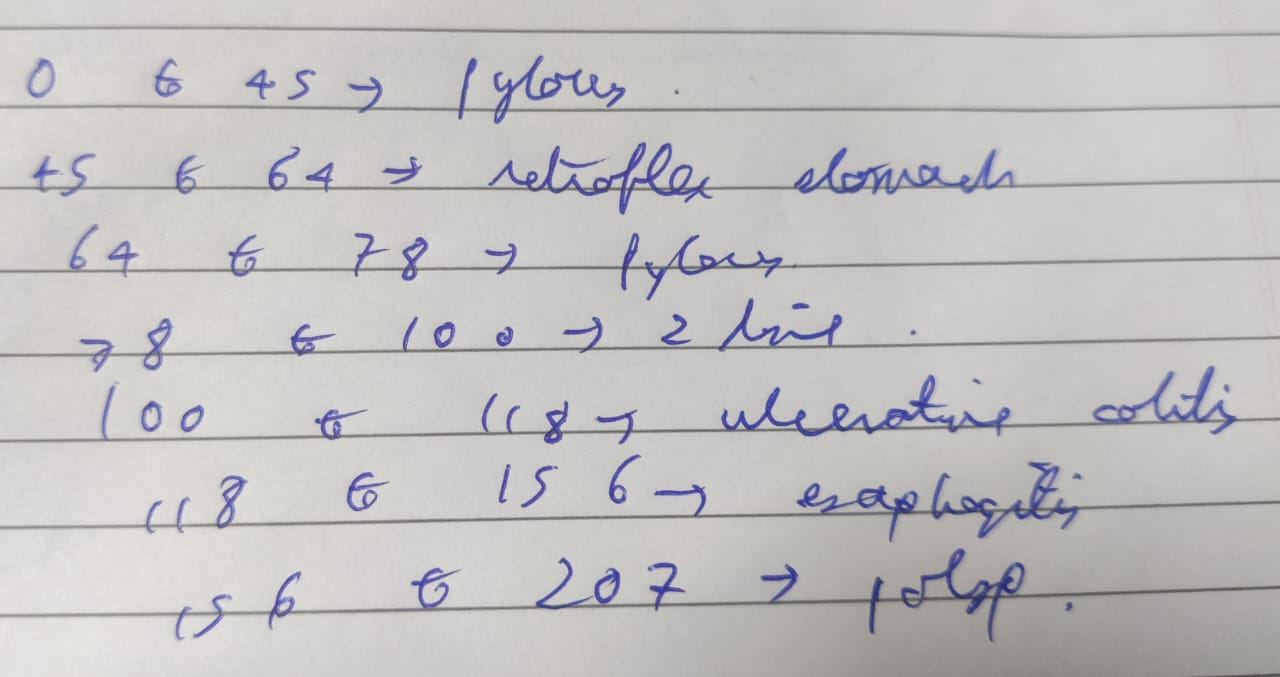 0 to 45 → pylorus.
45 to 64 → retroflex stomach
64 to 78 → pylorus.
78 to 100 → z line.
100 to 118 → ulcerative colitis
118 to 156 → esophagitis
156 to 207 → polyp.